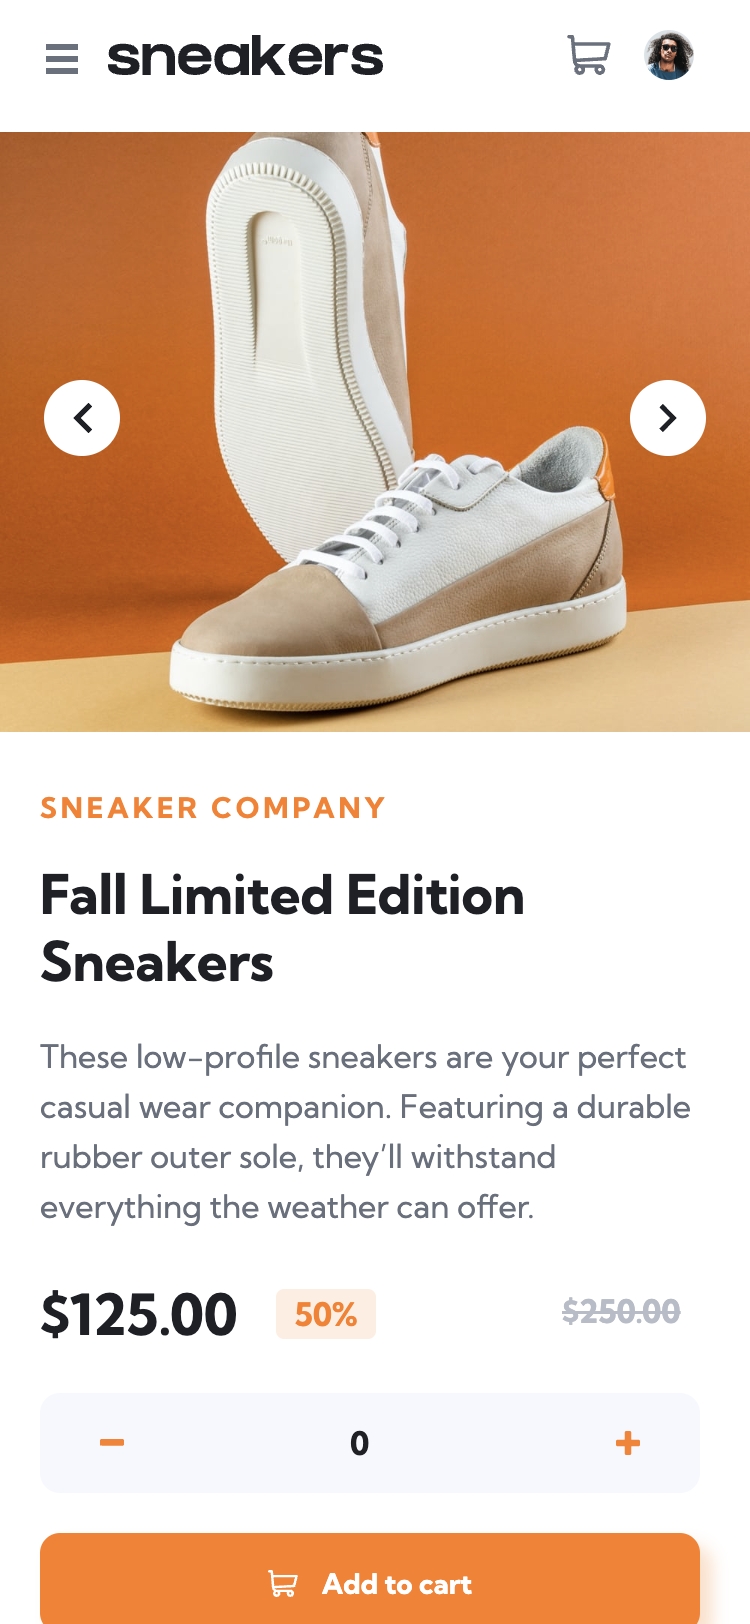 sneakers
SNEAKER COMPANY
Fall Limited Edition
Sneakers
These low-profile sneakers are your perfect
casual wear companion. Featuring a durable
rubber outer sole, they’ll withstand
everything the weather can offer.
$125.00 50% $250.00
0
Add to cart